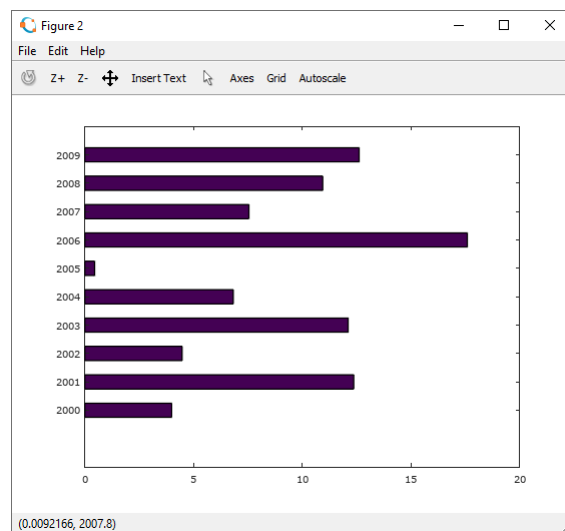 Figure 2
File Edit Help
Z+ Z- Insert Text Axes Grid Autoscale
2009
2008
2007
2006
2005
2004
2003
2002
2001
2000
0 5 10 15 20
(0.0092166, 2007.8)